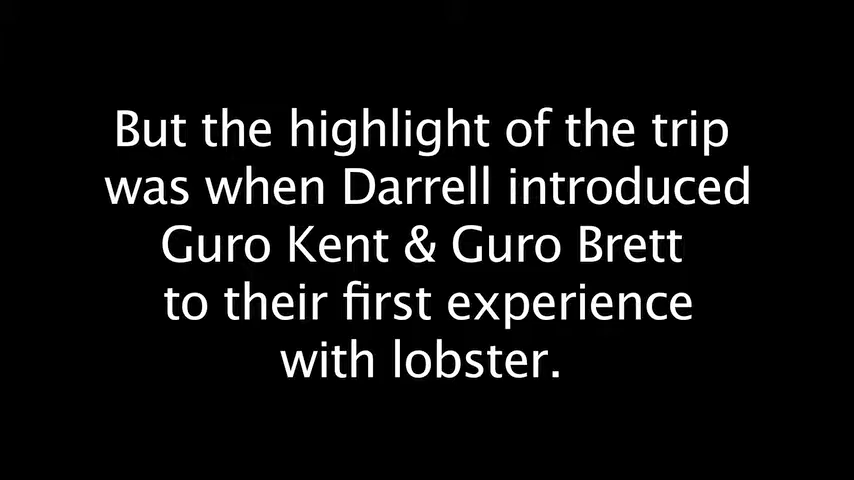 But the highlight of the trip
was when Darrell introduced
Guro Kent & Guro Brett
to their first experience
with lobster.